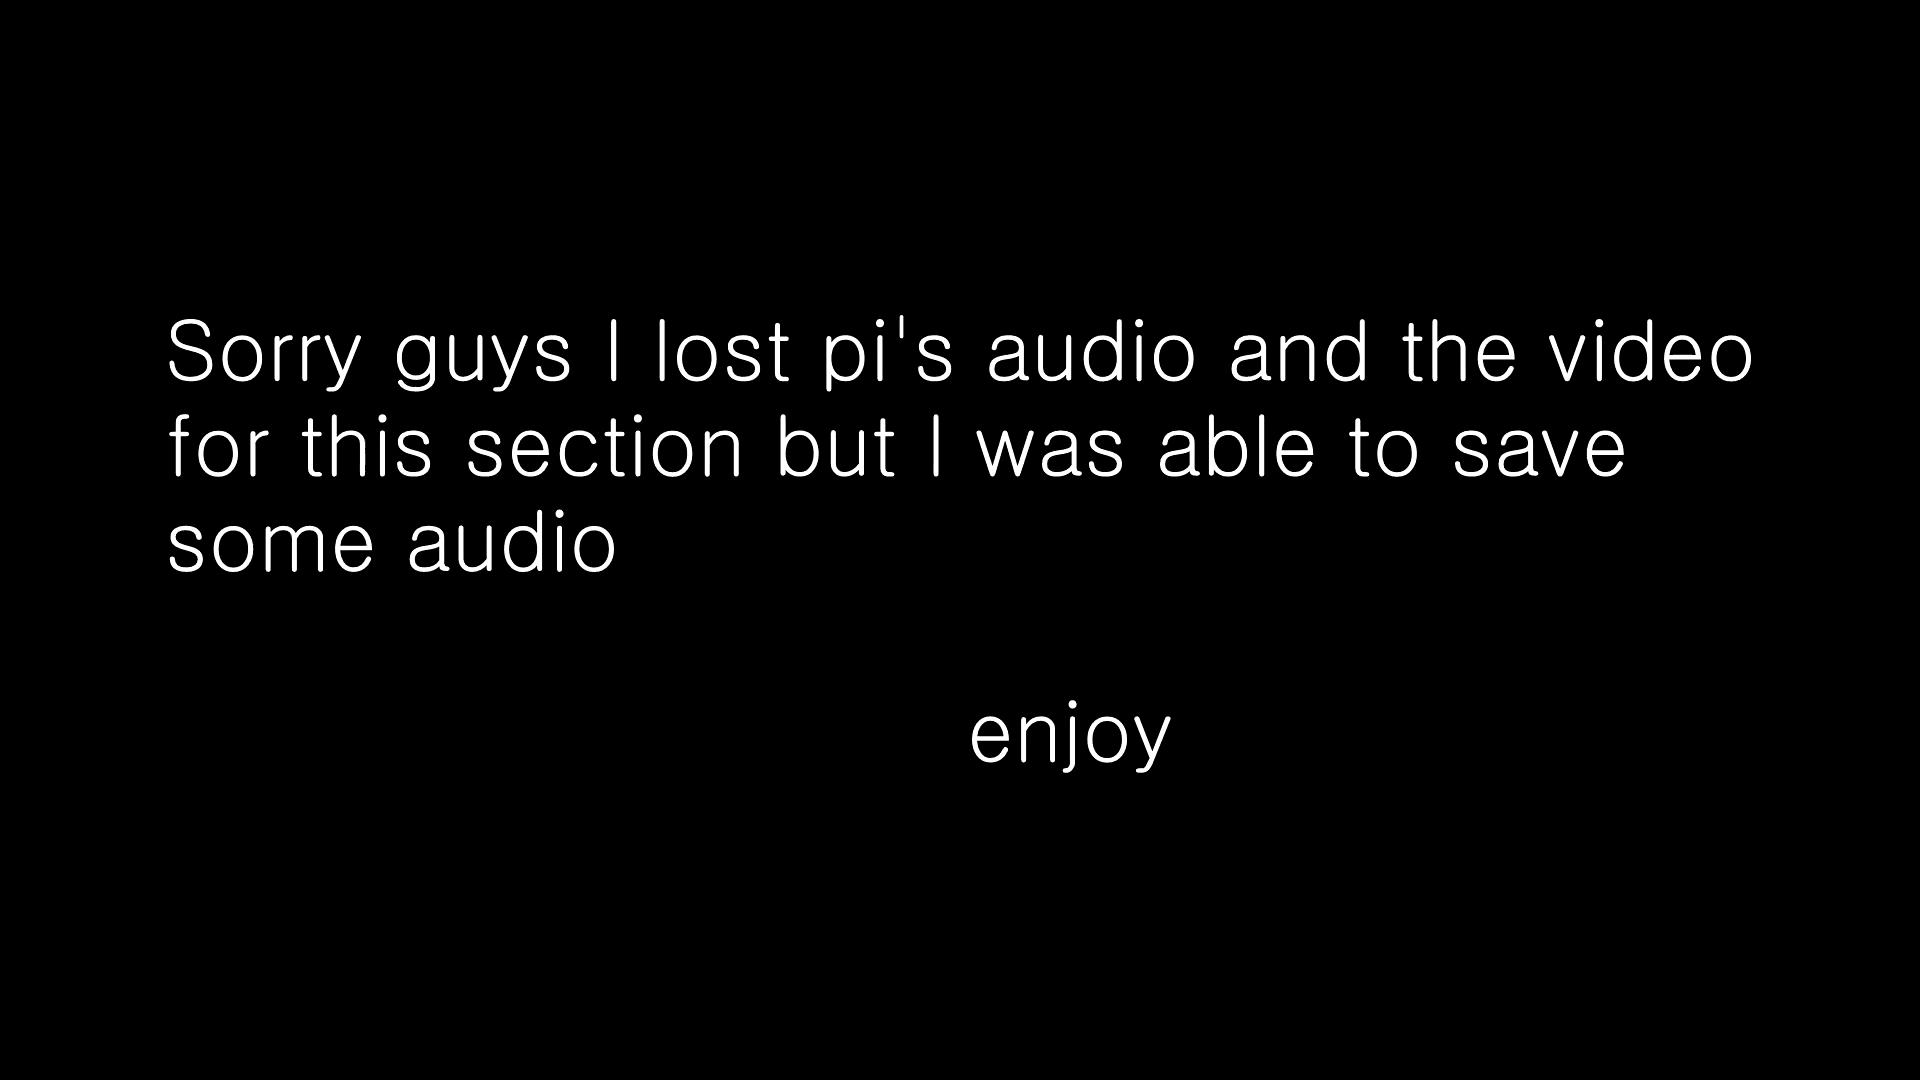 Sorry guys I lost pi's audio and the video
for this section but I was able to save
some audio
enjoy